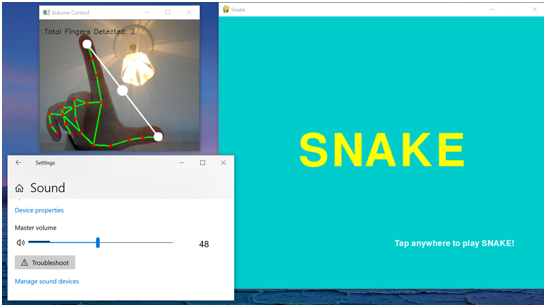 Volume Control
Total Fingers Detected: 2
Snake
SNAKE
Tap anywhere to play SNAKE!
Settings
Sound
Device properties
Master volume
48
Troubleshoot
Manage sound devices